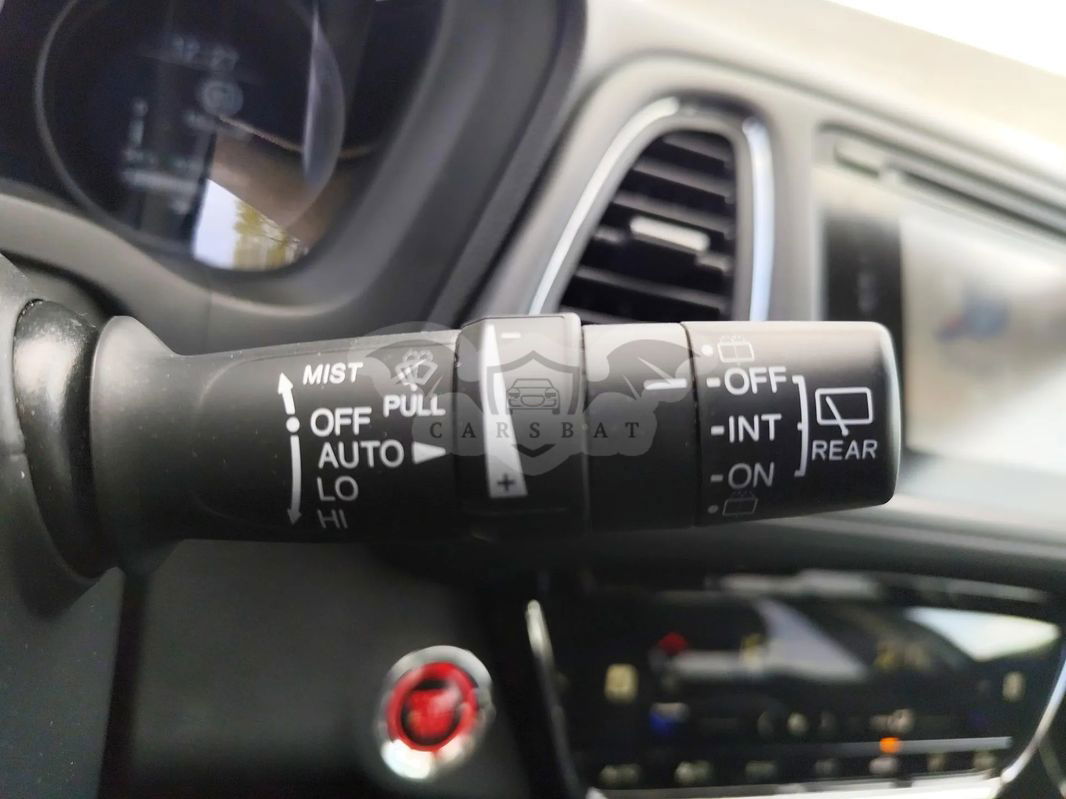 MIST
PULL
OFF
AUTO
LO
HI
-
+
OFF
INT
ON
REAR
CARSBAT